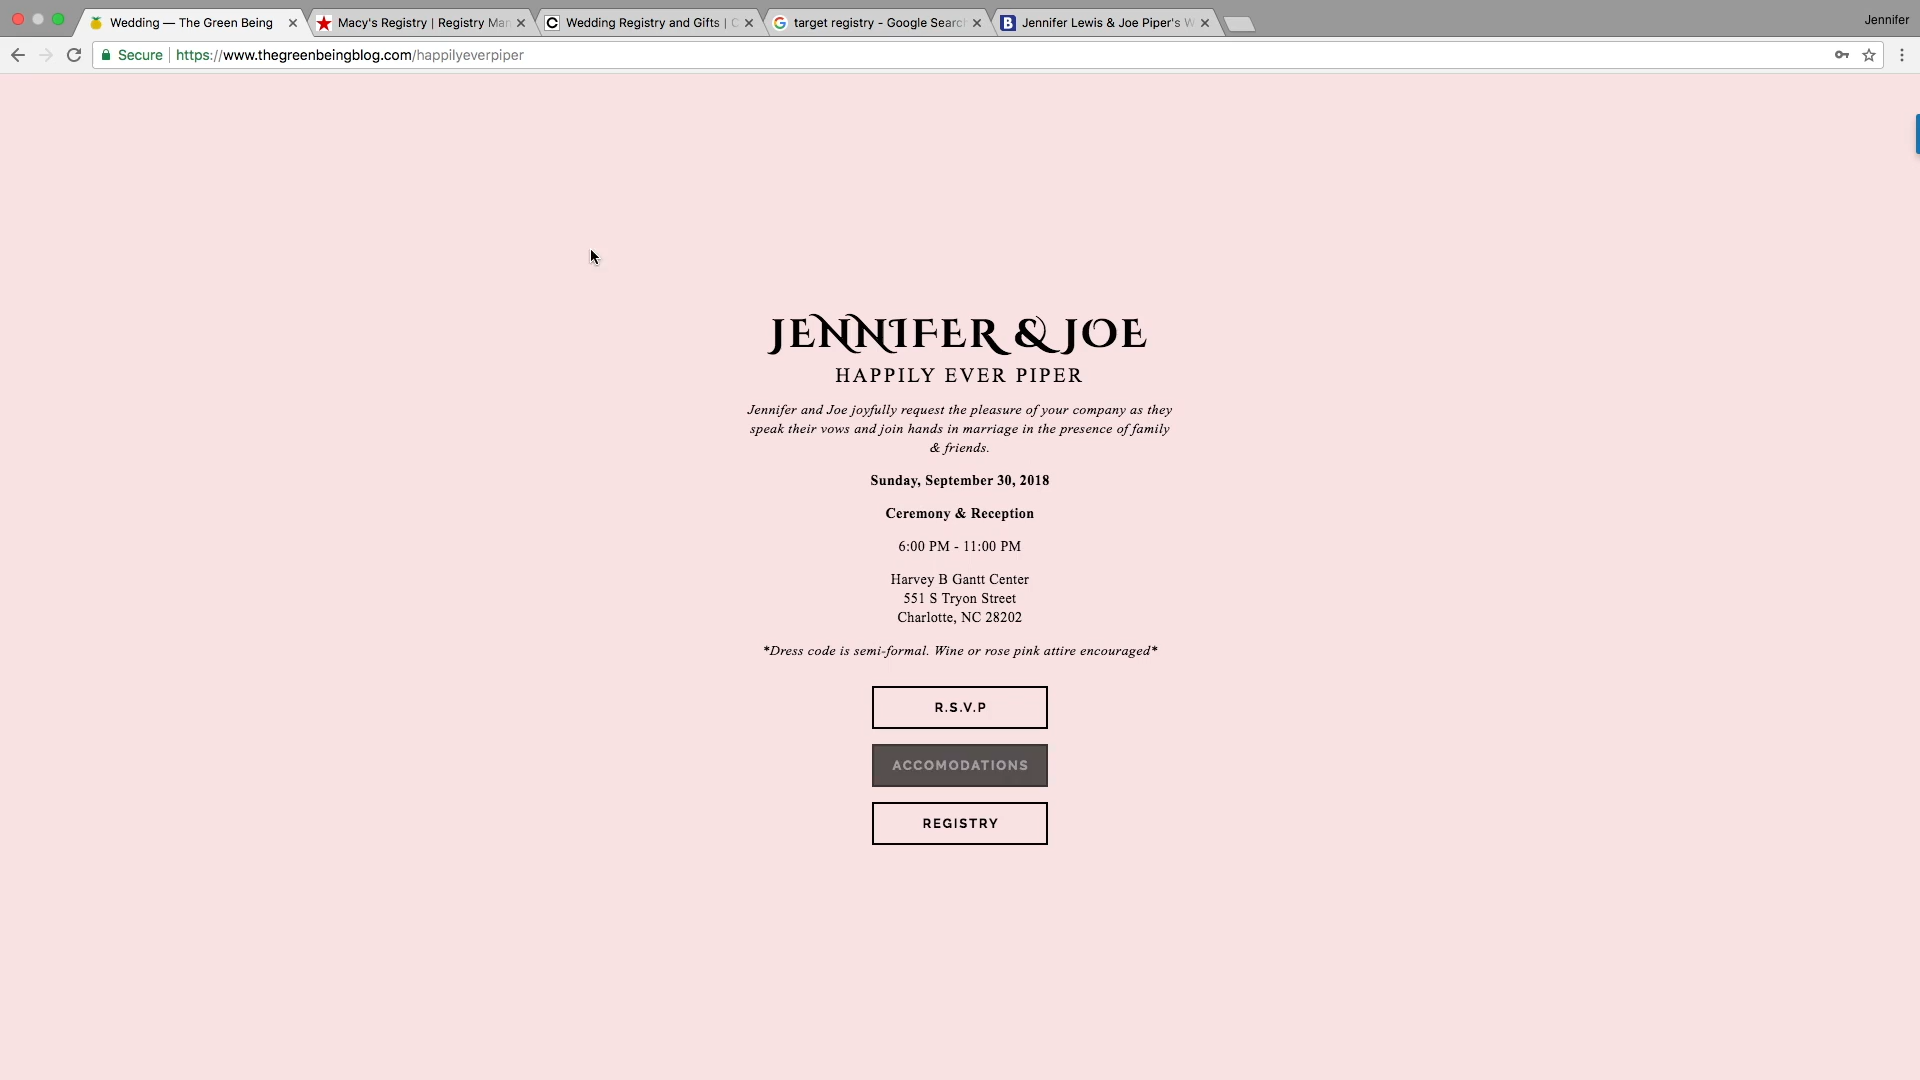 Wedding — The Green Being
Macy's Registry | Registry Man
Wedding Registry and Gifts | C
target registry - Google Searc
Jennifer Lewis & Joe Piper's W
Jennifer
Secure
https://www.thegreenbeingblog.com/happilyeverpiper
JENNIFER & JOE
HAPPILY EVER PIPER
Jennifer and Joe joyfully request the pleasure of your company as they
speak their vows and join hands in marriage in the presence of family
& friends.
Sunday, September 30, 2018
Ceremony & Reception
6:00 PM - 11:00 PM
Harvey B Gantt Center
551 S Tryon Street
Charlotte, NC 28202
*Dress code is semi-formal. Wine or rose pink attire encouraged*
R.S.V.P
ACCOMODATIONS
REGISTRY